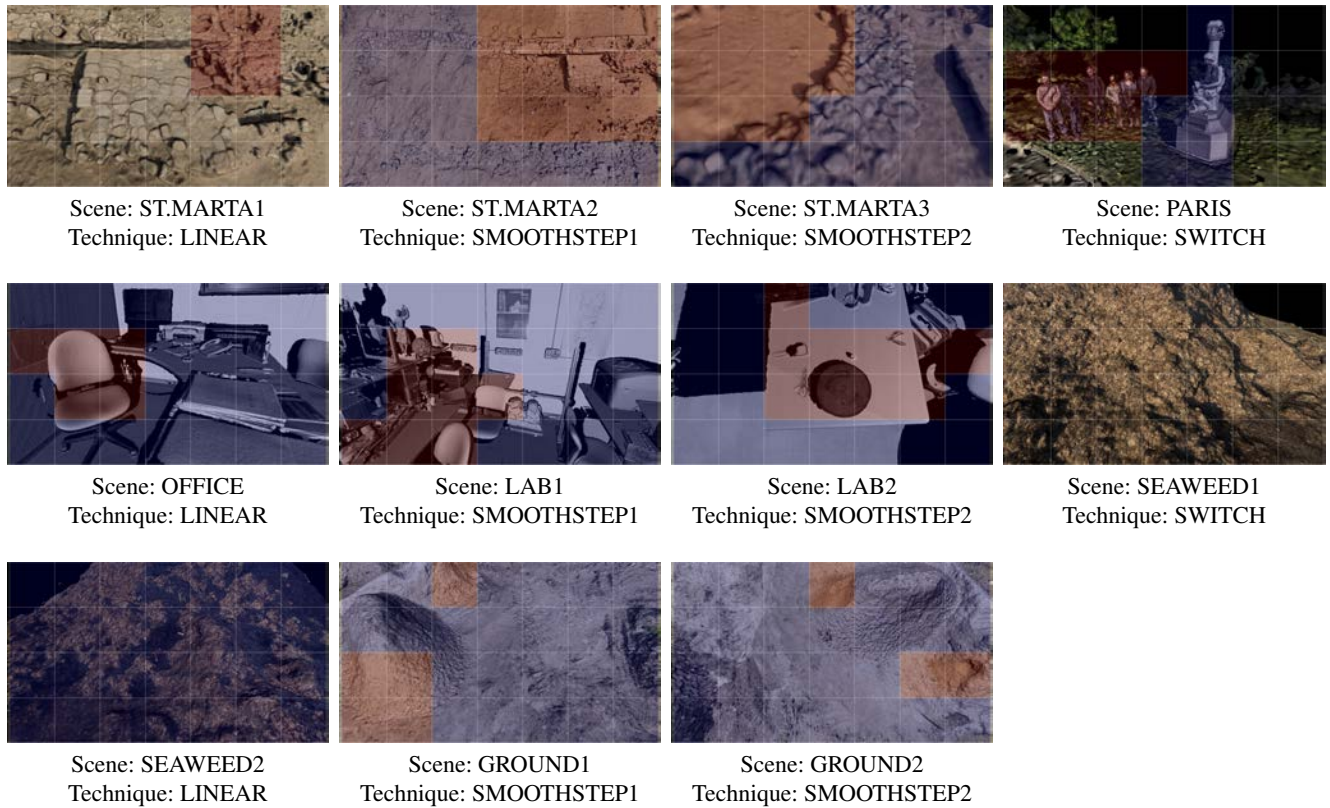 Scene: ST.MARTA1
Technique: LINEAR
Scene: ST.MARTA2
Technique: SMOOTHSTEP1
Scene: ST.MARTA3
Technique: SMOOTHSTEP2
Scene: PARIS
Technique: SWITCH
Scene: OFFICE
Technique: LINEAR
Scene: LAB1
Technique: SMOOTHSTEP1
Scene: LAB2
Technique: SMOOTHSTEP2
Scene: SEAWEED1
Technique: SWITCH
Scene: SEAWEED2
Technique: LINEAR
Scene: GROUND1
Technique: SMOOTHSTEP1
Scene: GROUND2
Technique: SMOOTHSTEP2